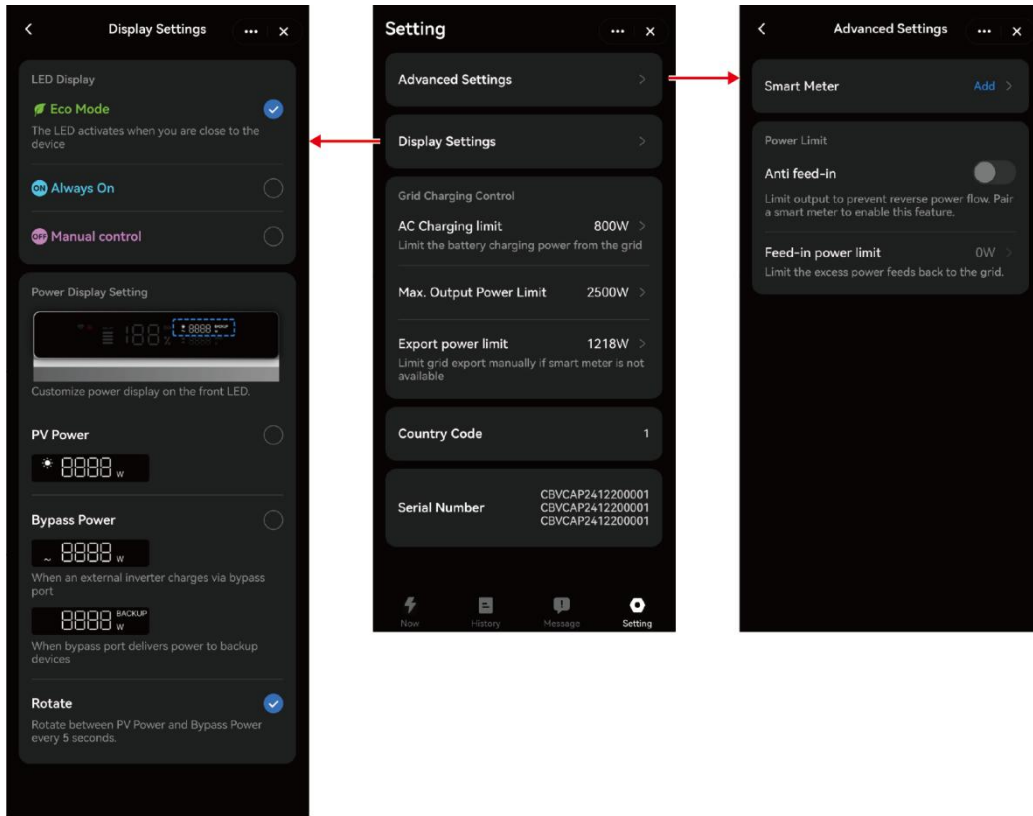 Display Settings
LED Display
Eco Mode
The LED activates when you are close to the
device
ON Always On
OFF Manual control
Power Display Setting
188 %
8888 BACKUP
Customize power display on the front LED.
PV Power
8888 W
Bypass Power
~ 8888 W
When an external inverter charges via bypass
port
8888 BACKUP W
When bypass port delivers power to backup
devices
Rotate
Rotate between PV Power and Bypass Power
every 5 seconds.
Setting
Advanced Settings
Display Settings
Grid Charging Control
AC Charging limit 800W
Limit the battery charging power from the grid
Max. Output Power Limit 2500W
Export power limit 1218W
Limit grid export manually if smart meter is not
available
Country Code 1
Serial Number
CBVCAP2412200001
CBVCAP2412200001
CBVCAP2412200001
Now History Message Setting
Advanced Settings
Smart Meter Add
Power Limit
Anti feed-in
Limit output to prevent reverse power flow. Pair
a smart meter to enable this feature.
Feed-in power limit 0W
Limit the excess power feeds back to the grid.